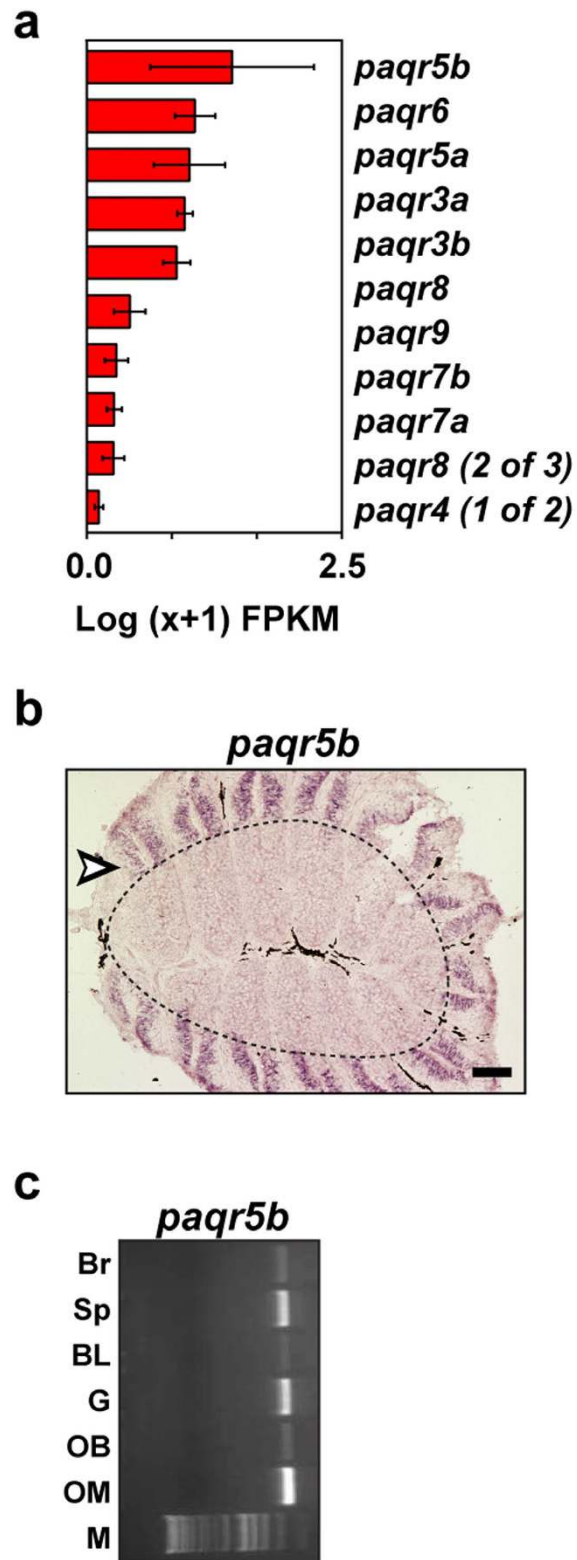 a
paqr5b
paqr6
paqr5a
paqr3a
paqr3b
paqr8
paqr9
paqr7b
paqr7a
paqr8 (2 of 3)
paqr4 (1 of 2)
0.0 2.5
Log (x+1) FPKM
b
paqr5b
c
paqr5b
Br
Sp
BL
G
OB
OM
M